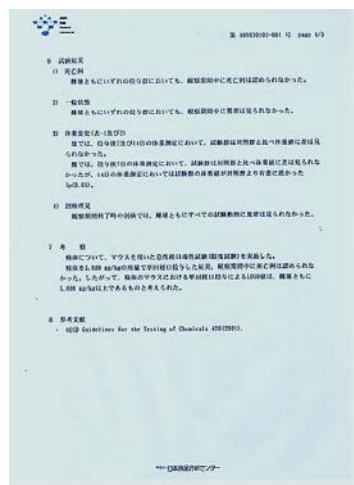 第 109030103-001 号 page 4/5
6 試験結果
1) 死亡例
雌雄ともにいずれの投与群においても、観察期間中に死亡例は認められなかった。
2) 一般状態
雌雄ともにいずれの投与群においても、観察期間中に異常は見られなかった。
3) 体重変化(表-1及び2)
雄では、投与後7及び14日の体重測定において、試験群は対照群と比べ体重値に差は見
られなかった。
雌では、投与後7日の体重測定において、試験群は対照群と比べ体重値に差は見られな
かったが、14日の体重測定においては試験群の体重値が対照群より有意に低かった
(p<0.05)。
4) 剖検所見
観察期間終了時の剖検では、雌雄ともにすべての試験動物に異常は見られなかった。
7 考 察
検体について、マウスを用いた急性経口毒性試験(限度試験)を実施した。
検体を5,000 mg/kgの用量で単回経口投与した結果、観察期間中に死亡例は認められな
かった。したがって、検体のマウスにおける単回経口投与によるLD50値は、雌雄ともに
5,000 mg/kg以上であるものと考えられた。
8 参考文献
・ OECD Guidelines for the Testing of Chemicals 420(2001).
日本食品分析センター